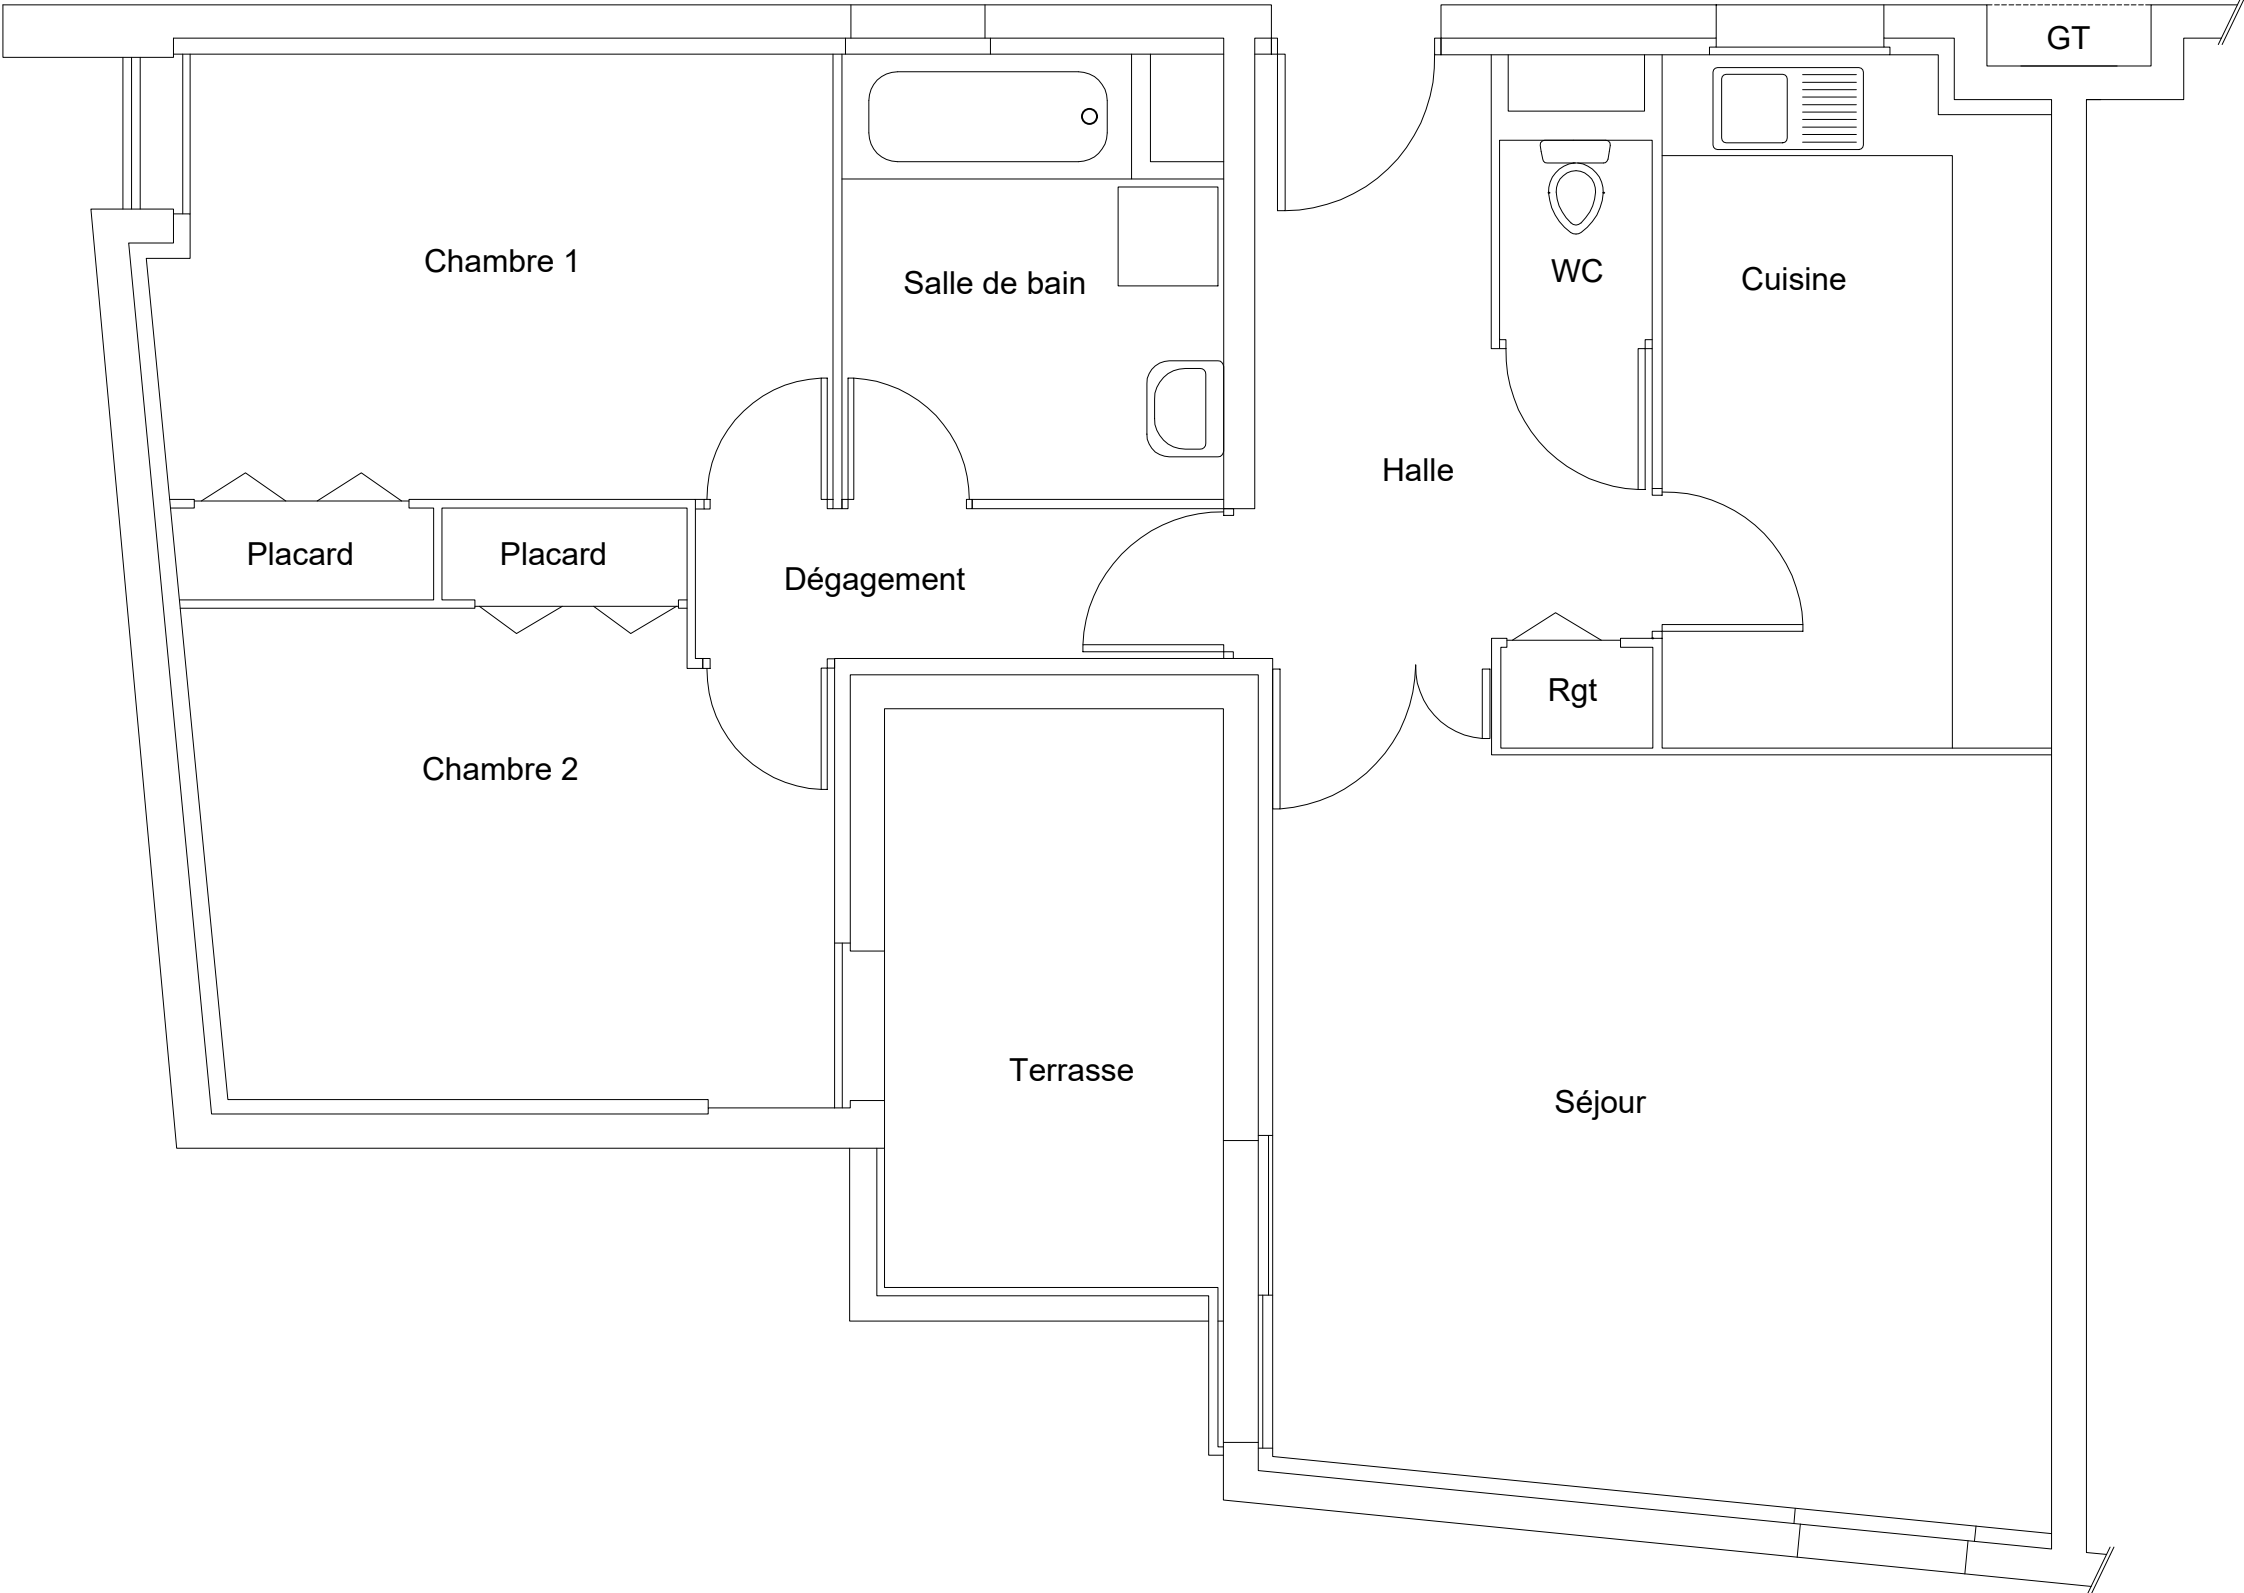 GT
Chambre 1
Salle de bain
WC
Cuisine
Halle
Placard
Placard
Dégagement
Rgt
Chambre 2
Terrasse
Séjour